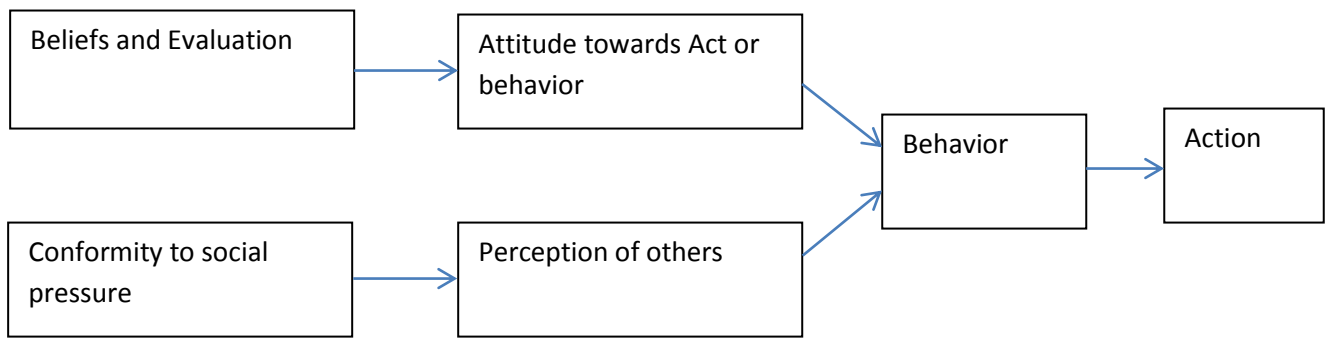 Beliefs and Evaluation
Attitude towards Act or
behavior
Behavior
Action
Conformity to social
pressure
Perception of others